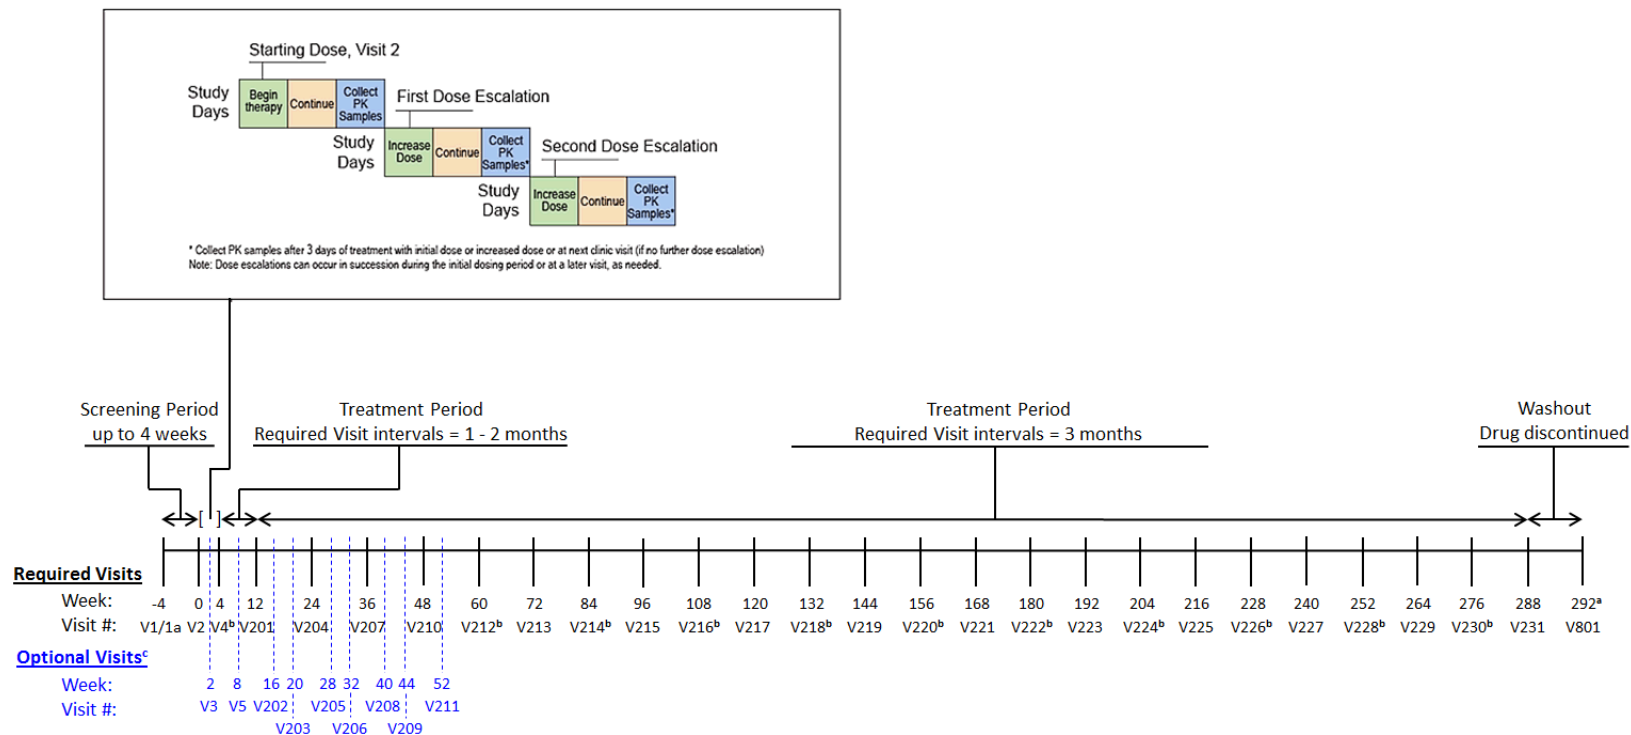 Starting Dose, Visit 2
Study Days
Begin therapy
Continue
Collect PK Samples
First Dose Escalation
Study Days
Increase Dose
Continue
Collect PK Samples*
Second Dose Escalation
Study Days
Increase Dose
Continue
Collect PK Samples*
* Collect PK samples after 3 days of treatment with initial dose or increased dose or at next clinic visit (if no further dose escalation)
Note: Dose escalations can occur in succession during the initial dosing period or at a later visit, as needed.
Screening Period
up to 4 weeks
Treatment Period
Required Visit intervals = 1 - 2 months
Treatment Period
Required Visit intervals = 3 months
Washout
Drug discontinued
[ ]
Required Visits
Week: -4 0 4 12 24 36 48 60 72 84 96 108 120 132 144 156 168 180 192 204 216 228 240 252 264 276 288 292ᵃ
Visit #: V1/1a V2 V4ᵇ V201 V204 V207 V210 V212ᵇ V213 V214ᵇ V215 V216ᵇ V217 V218ᵇ V219 V220ᵇ V221 V222ᵇ V223 V224ᵇ V225 V226ᵇ V227 V228ᵇ V229 V230ᵇ V231 V801
Optional Visitsᶜ
Week: 2 8 16 20 28 32 40 44 52
Visit #: V3 V5 V202 V205 V208 V211
V203 V206 V209